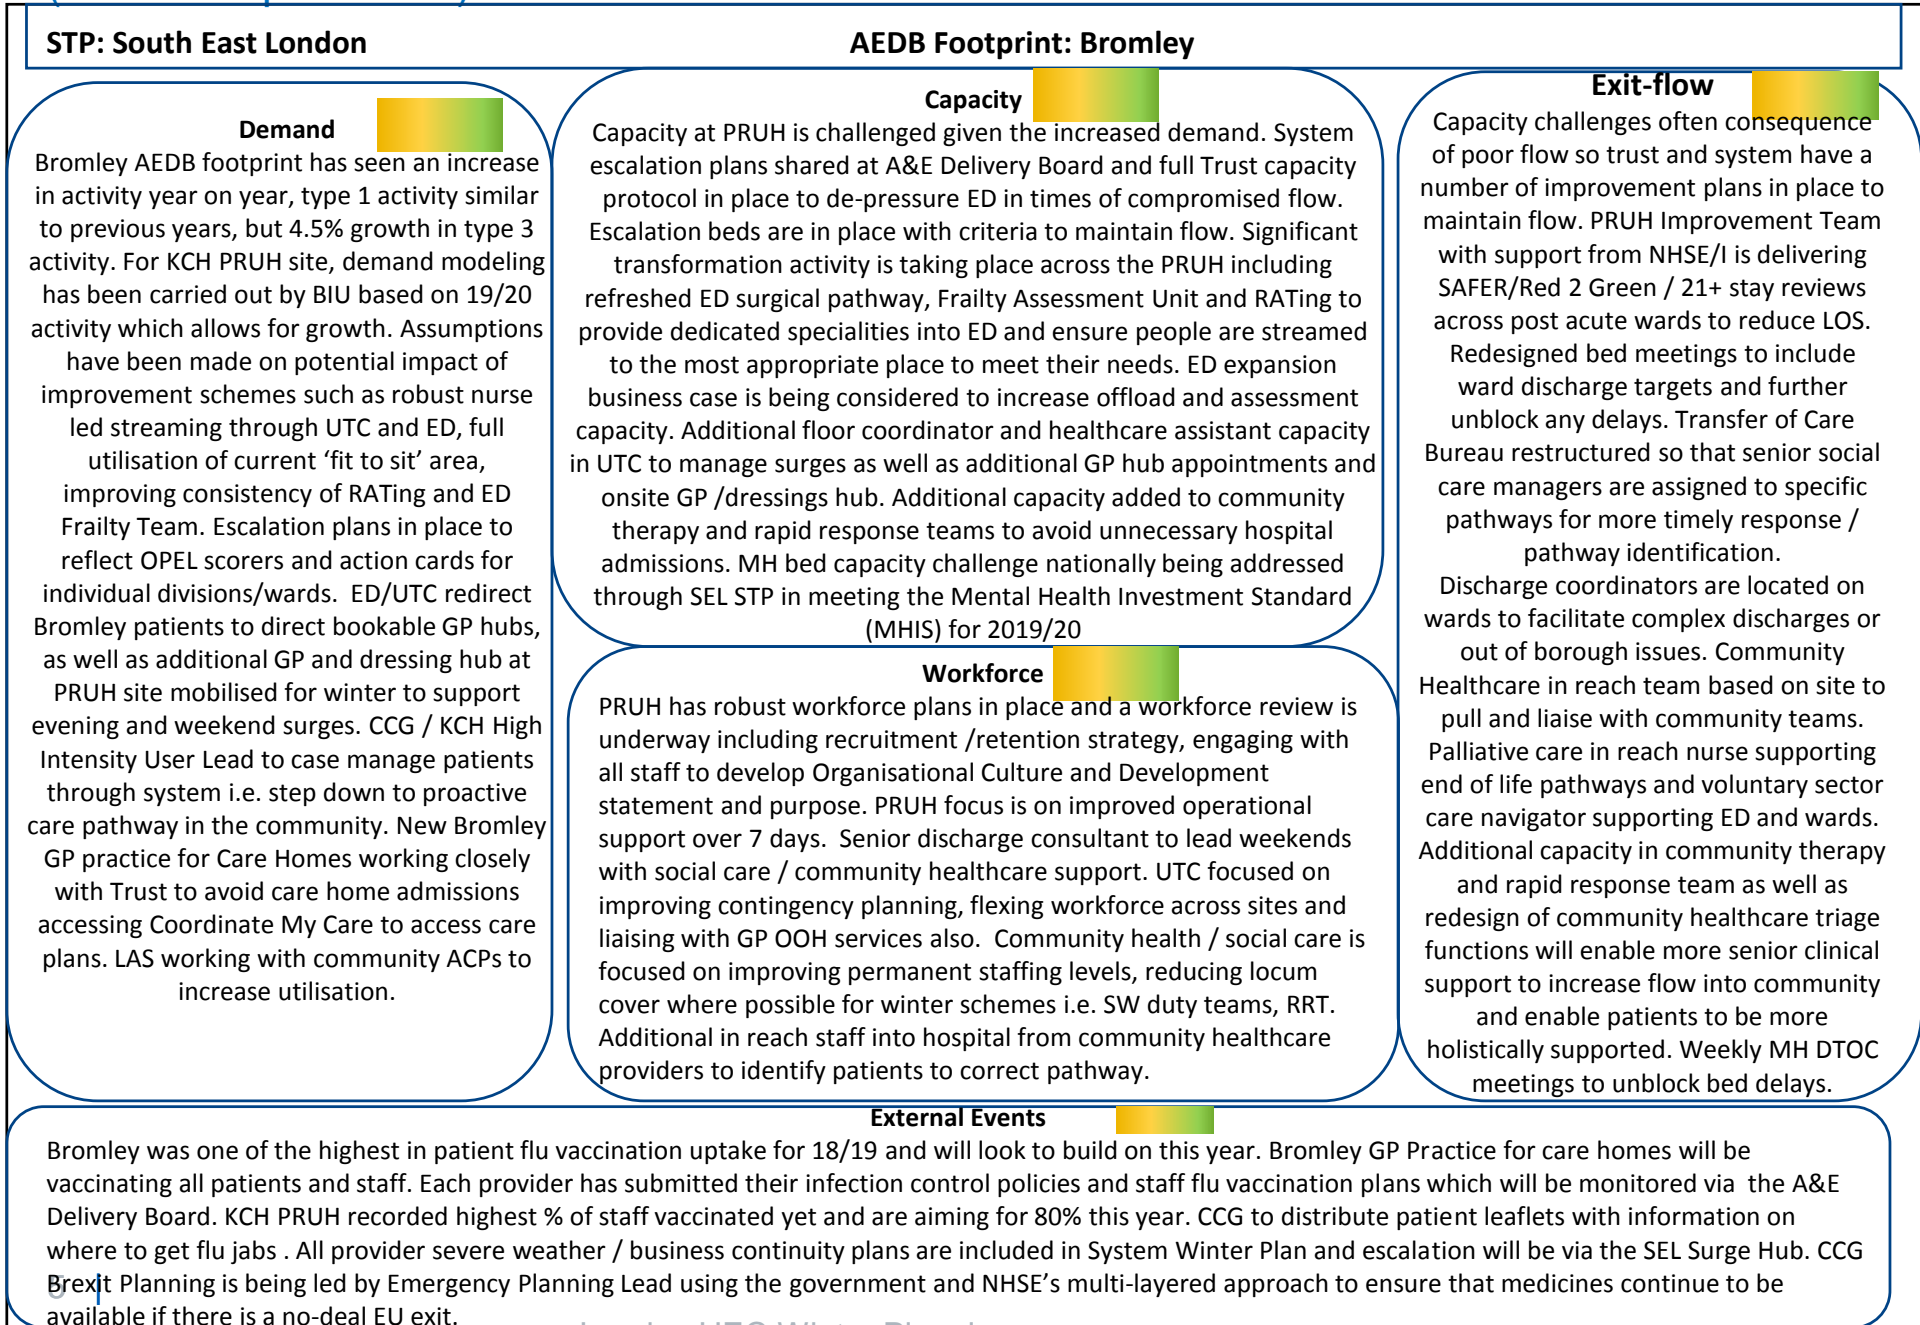 STP: South East London
AEDB Footprint: Bromley
Demand
Bromley AEDB footprint has seen an increase
in activity year on year, type 1 activity similar
to previous years, but 4.5% growth in type 3
activity. For KCH PRUH site, demand modeling
has been carried out by BIU based on 19/20
activity which allows for growth. Assumptions
have been made on potential impact of
improvement schemes such as robust nurse
led streaming through UTC and ED, full
utilisation of current ‘fit to sit’ area,
improving consistency of RATing and ED
Frailty Team. Escalation plans in place to
reflect OPEL scorers and action cards for
individual divisions/wards. ED/UTC redirect
Bromley patients to direct bookable GP hubs,
as well as additional GP and dressing hub at
PRUH site mobilised for winter to support
evening and weekend surges. CCG / KCH High
Intensity User Lead to case manage patients
through system i.e. step down to proactive
care pathway in the community. New Bromley
GP practice for Care Homes working closely
with Trust to avoid care home admissions
accessing Coordinate My Care to access care
plans. LAS working with community ACPs to
increase utilisation.
Capacity
Capacity at PRUH is challenged given the increased demand. System
escalation plans shared at A&E Delivery Board and full Trust capacity
protocol in place to de-pressure ED in times of compromised flow.
Escalation beds are in place with criteria to maintain flow. Significant
transformation activity is taking place across the PRUH including
refreshed ED surgical pathway, Frailty Assessment Unit and RATing to
provide dedicated specialities into ED and ensure people are streamed
to the most appropriate place to meet their needs. ED expansion
business case is being considered to increase offload and assessment
capacity. Additional floor coordinator and healthcare assistant capacity
in UTC to manage surges as well as additional GP hub appointments and
onsite GP /dressings hub. Additional capacity added to community
therapy and rapid response teams to avoid unnecessary hospital
admissions. MH bed capacity challenge nationally being addressed
through SEL STP in meeting the Mental Health Investment Standard
(MHIS) for 2019/20
Workforce
PRUH has robust workforce plans in place and a workforce review is
underway including recruitment /retention strategy, engaging with
all staff to develop Organisational Culture and Development
statement and purpose. PRUH focus is on improved operational
support over 7 days. Senior discharge consultant to lead weekends
with social care / community healthcare support. UTC focused on
improving contingency planning, flexing workforce across sites and
liaising with GP OOH services also. Community health / social care is
focused on improving permanent staffing levels, reducing locum
cover where possible for winter schemes i.e. SW duty teams, RRT.
Additional in reach staff into hospital from community healthcare
providers to identify patients to correct pathway.
Exit-flow
Capacity challenges often consequence
of poor flow so trust and system have a
number of improvement plans in place to
maintain flow. PRUH Improvement Team
with support from NHSE/I is delivering
SAFER/Red 2 Green / 21+ stay reviews
across post acute wards to reduce LOS.
Redesigned bed meetings to include
ward discharge targets and further
unblock any delays. Transfer of Care
Bureau restructured so that senior social
care managers are assigned to specific
pathways for more timely response /
pathway identification.
Discharge coordinators are located on
wards to facilitate complex discharges or
out of borough issues. Community
Healthcare in reach team based on site to
pull and liaise with community teams.
Palliative care in reach nurse supporting
end of life pathways and voluntary sector
care navigator supporting ED and wards.
Additional capacity in community therapy
and rapid response team as well as
redesign of community healthcare triage
functions will enable more senior clinical
support to increase flow into community
and enable patients to be more
holistically supported. Weekly MH DTOC
meetings to unblock bed delays.
External Events
Bromley was one of the highest in patient flu vaccination uptake for 18/19 and will look to build on this year. Bromley GP Practice for care homes will be
vaccinating all patients and staff. Each provider has submitted their infection control policies and staff flu vaccination plans which will be monitored via the A&E
Delivery Board. KCH PRUH recorded highest % of staff vaccinated yet and are aiming for 80% this year. CCG to distribute patient leaflets with information on
where to get flu jabs . All provider severe weather / business continuity plans are included in System Winter Plan and escalation will be via the SEL Surge Hub. CCG
Brexit Planning is being led by Emergency Planning Lead using the government and NHSE’s multi-layered approach to ensure that medicines continue to be
available if there is a no-deal EU exit.